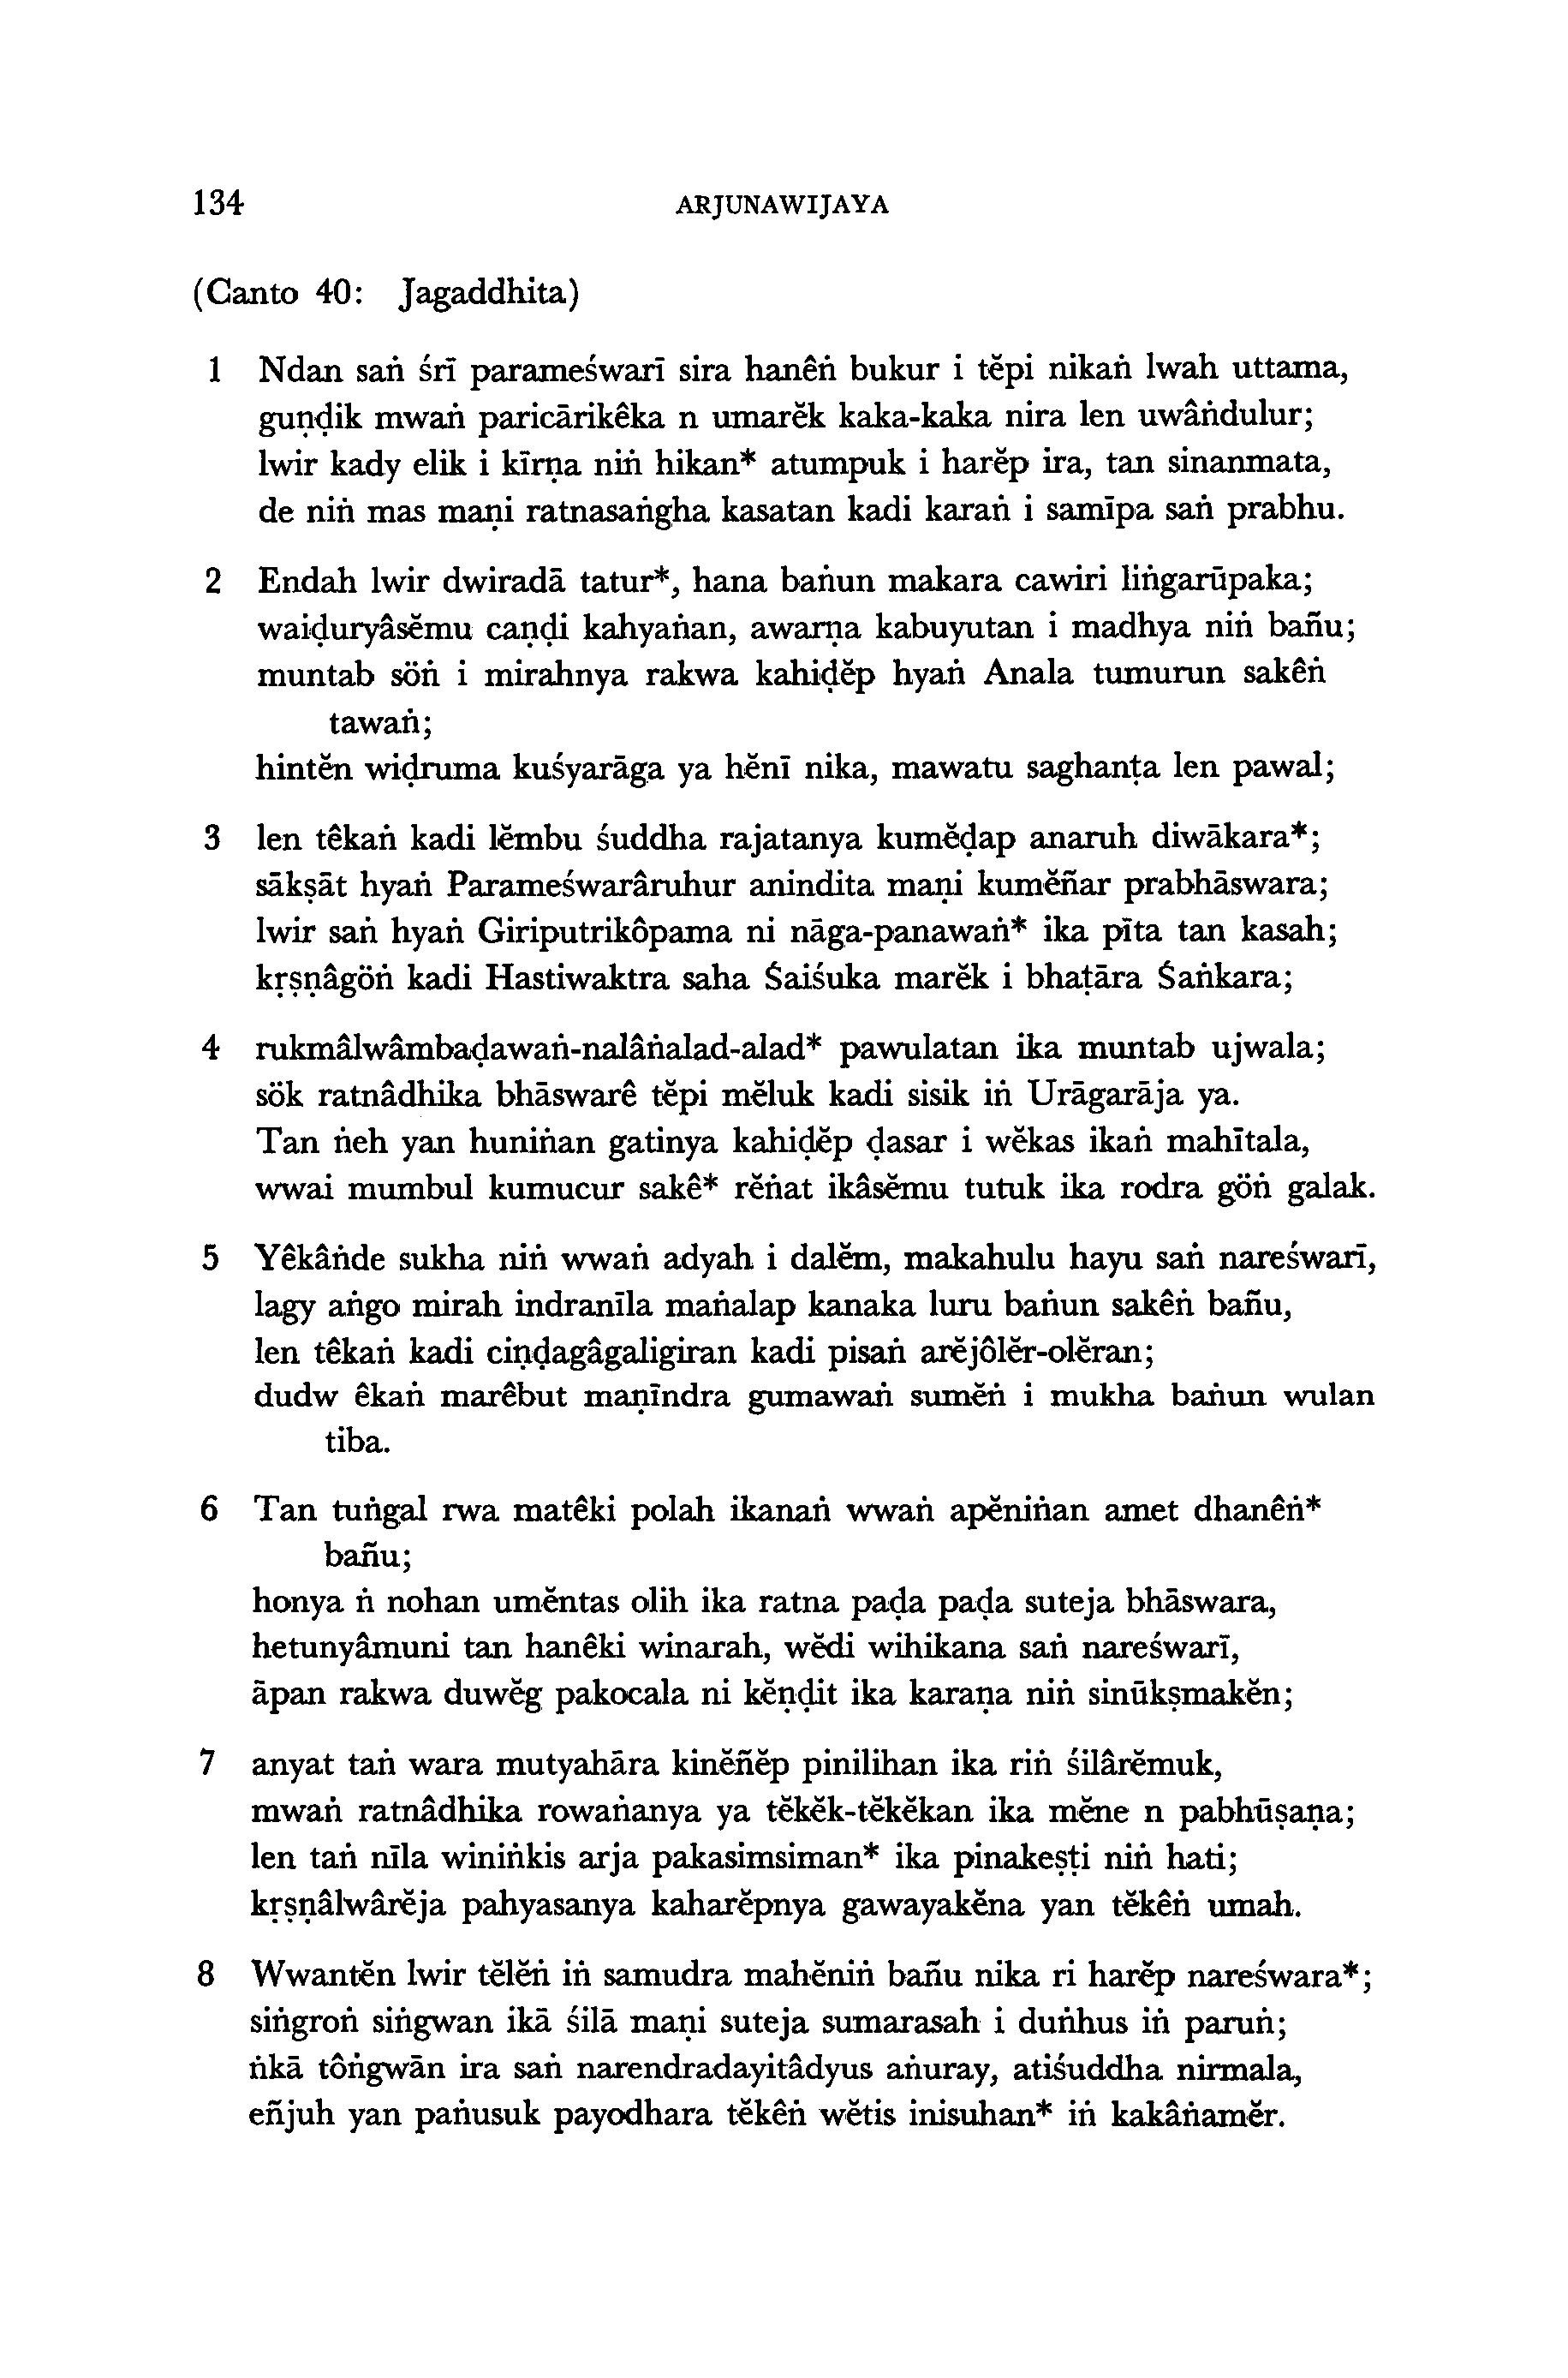 134 ARJUNAWIJAYA
(Canto 40: Jagaddhita)
1 Ndan saṅ śrī parameśwarī sira hanêṅ bukur i tĕpi nikaṅ lwah uttama,
guṇḍik mwaṅ paricārikêka n umarĕk kaka-kaka nira len uwâṅdulur;
lwir kady elik i kīrṇa niṅ hikan* atumpuk i harĕp ira, tan sinanmata,
de niṅ mas maṇi ratnasaṅgha kasatan kadi karaṅ i samīpa saṅ prabhu.
2 Endah lwir dwiradā tatur*, hana baṅun makara cawiri liṅgarūpaka;
waiḍuryâsĕmu caṇḍi kahyaṅan, awarṇa kabuyutan i madhya niṅ bañu;
muntab söṅ i mirahnya rakwa kahiḍĕp hyaṅ Anala tumurun sakêṅ
tawaṅ;
hintĕn wiḍruma kuśyarāga ya hĕnī nika, mawatu saghaṇṭa len pawal;
3 len têkaṅ kadi lĕmbu śuddha rajatanya kumĕḍap anaruh diwākara*;
sākṣāt hyaṅ Parameśwarâruhur anindita maṇi kumĕñar prabhāswara;
lwir saṅ hyaṅ Giriputrikôpama ni nāga-panawaṅ* ika pīta tan kasah;
kṛṣṇâgöṅ kadi Hastiwaktra saha Śaiśuka marĕk i bhaṭāra Śaṅkara;
4 rukmâlwâmbaḍawaṅ-nalâṅalad-alad* pawulatan ika muntab ujwala;
sök ratnâdhika bhāswarê tĕpi mĕluk kadi sisik iṅ Urāgarāja ya.
Tan ṅeh yan huniṅan gatinya kahiḍĕp ḍasar i wĕkas ikaṅ mahītala,
wwai mumbul kumucur sakê* rĕṅat ikâsĕmu tutuk ika rodra göṅ galak.
5 Yêkâṅde sukha niṅ wwaṅ adyah i dalĕm, makahulu hayu saṅ nareśwarī,
lagy aṅgo mirah indranīla maṅalap kanaka luru baṅun sakêṅ bañu,
len têkaṅ kadi ciṇḍagâgaligiran kadi pisaṅ arĕjôlĕr-olĕran;
dudw êkaṅ marêbut maṇīndra gumawaṅ sumĕṅ i mukha baṅun wulan
tiba.
6 Tan tuṅgal rwa matêki polah ikanaṅ wwaṅ apĕniṅan amet dhanêṅ*
bañu;
honya ṅ nohan umĕntas olih ika ratna paḍa paḍa suteja bhāswara,
hetunyâmuni tan hanêki winarah, wĕdi wihikana saṅ nareśwarī,
āpan rakwa duwĕg pakocala ni kĕṇḍit ika karaṇa niṅ sinūkṣmakĕn;
7 anyat taṅ wara mutyahāra kinĕñĕp pinilihan ika riṅ śilârĕmuk,
mwaṅ ratnâdhika rowaṅanya ya tĕkĕk-tĕkĕkan ika mĕne n pabhūṣaṇa;
len taṅ nīla winiṅkis arja pakasimsiman* ika pinakeṣṭi niṅ hati;
kṛṣṇâlwârĕja pahyasanya kaharĕpnya gawayakĕna yan tĕkêṅ umah.
8 Wwantĕn lwir tĕlĕṅ iṅ samudra mahĕniṅ bañu nika ri harĕp nareśwara*;
siṅgroṅ siṅgwan ikā śilā maṇi suteja sumarasah i duṅhus iṅ paruṅ;
ṅkā tôṅgwān ira saṅ narendradayitâdyus aṅuray, atiśuddha nirmala,
eñjuh yan paṅusuk payodhara tĕkêṅ wĕtis inisuhan* iṅ kakâṅamĕr.